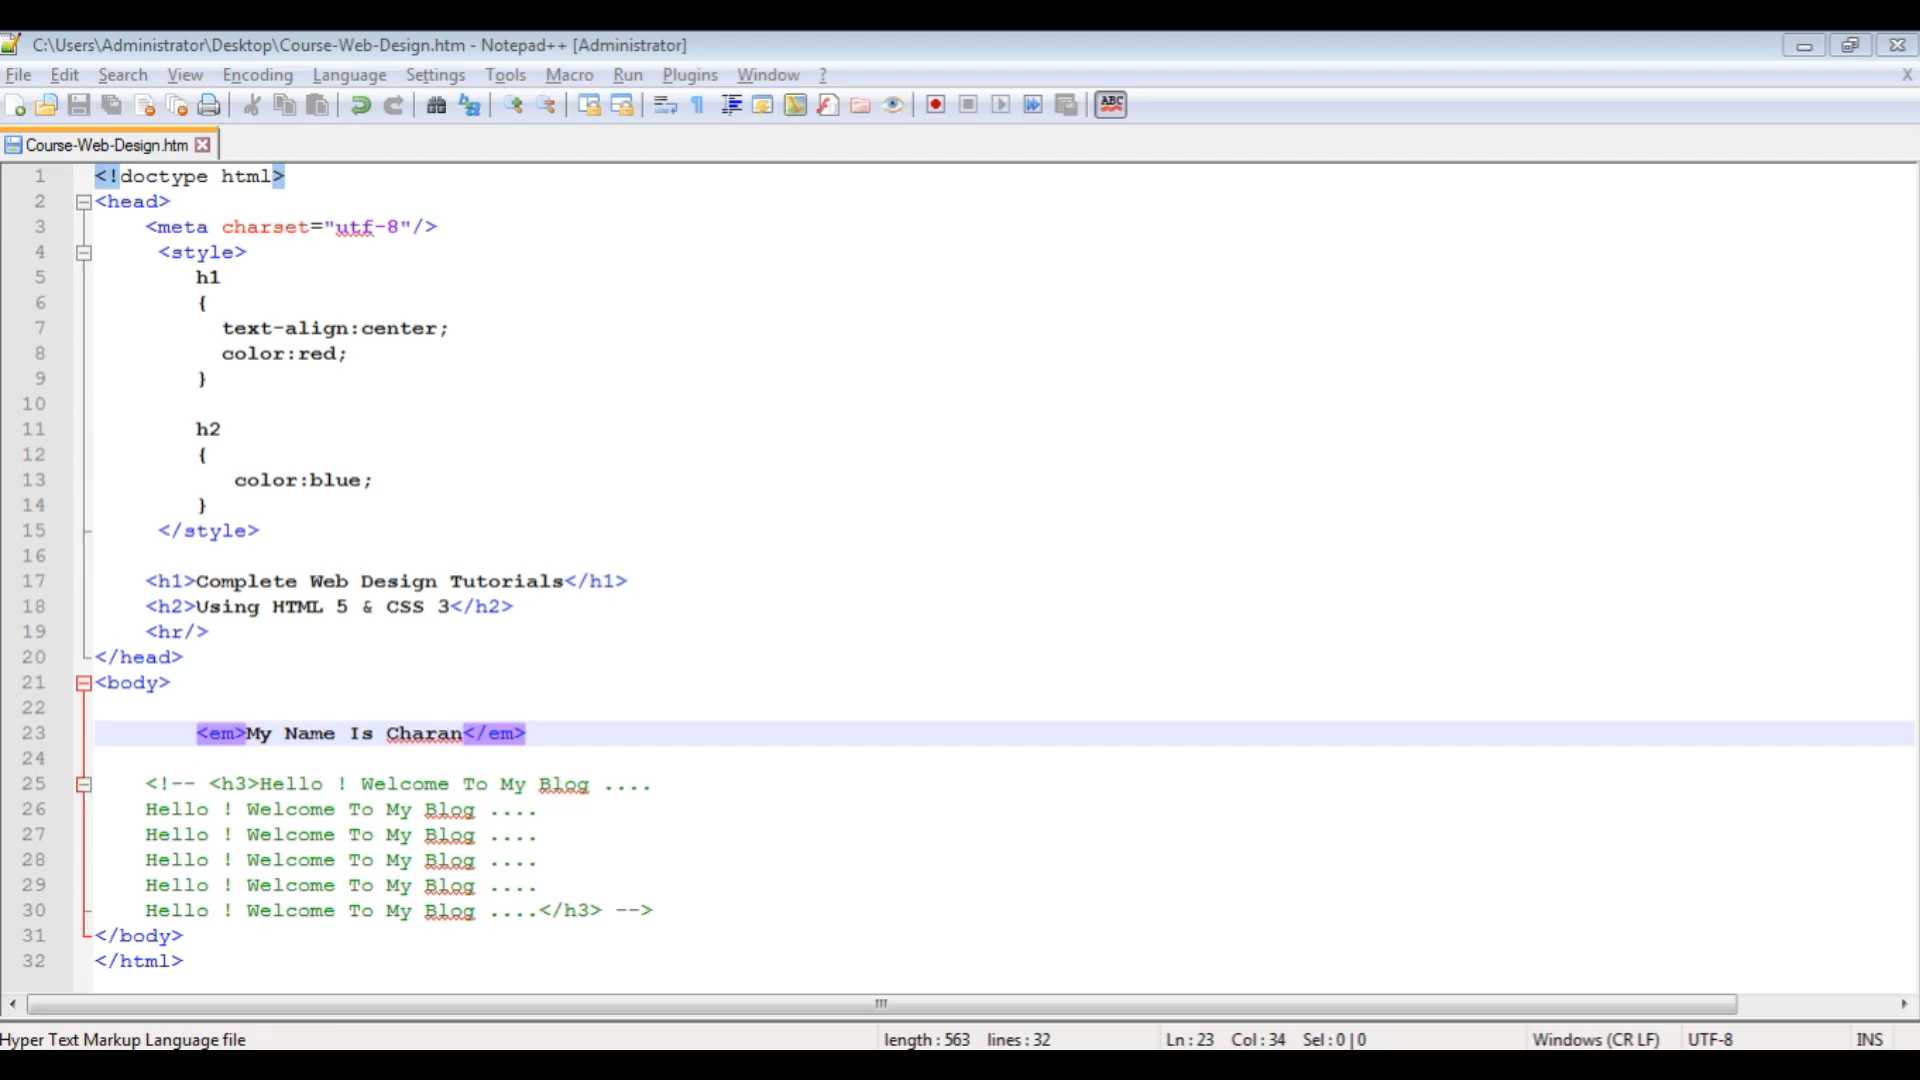 C:\Users\Administrator\Desktop\Course-Web-Design.htm - Notepad++ [Administrator]
File Edit Search View Encoding Language Settings Tools Macro Run Plugins Window ? X
ABC
Course-Web-Design.htm
1 <!doctype html>
2 <head>
3 <meta charset="utf-8"/>
4 <style>
5 h1
6 {
7 text-align:center;
8 color:red;
9 }
10
11 h2
12 {
13 color:blue;
14 }
15 </style>
16
17 <h1>Complete Web Design Tutorials</h1>
18 <h2>Using HTML 5 & CSS 3</h2>
19 <hr/>
20 </head>
21 <body>
22
23 <em>My Name Is Charan</em>
24
25 <!-- <h3>Hello ! Welcome To My Blog ....
26 Hello ! Welcome To My Blog ....
27 Hello ! Welcome To My Blog ....
28 Hello ! Welcome To My Blog ....
29 Hello ! Welcome To My Blog ....
30 Hello ! Welcome To My Blog ....</h3> -->
31 </body>
32 </html>
Hyper Text Markup Language file length : 563 lines : 32 Ln : 23 Col : 34 Sel : 0 | 0 Windows (CR LF) UTF-8 INS